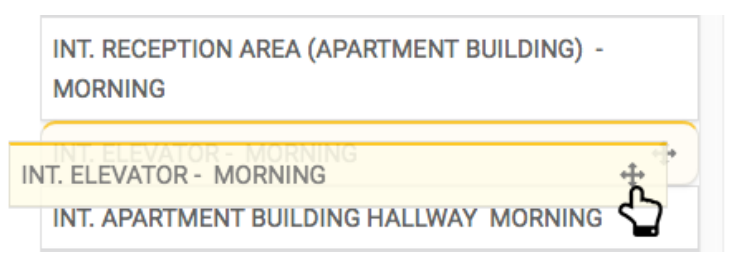 INT. RECEPTION AREA (APARTMENT BUILDING) -
MORNING
INT. ELEVATOR - MORNING
INT. ELEVATOR - MORNING
INT. APARTMENT BUILDING HALLWAY MORNING